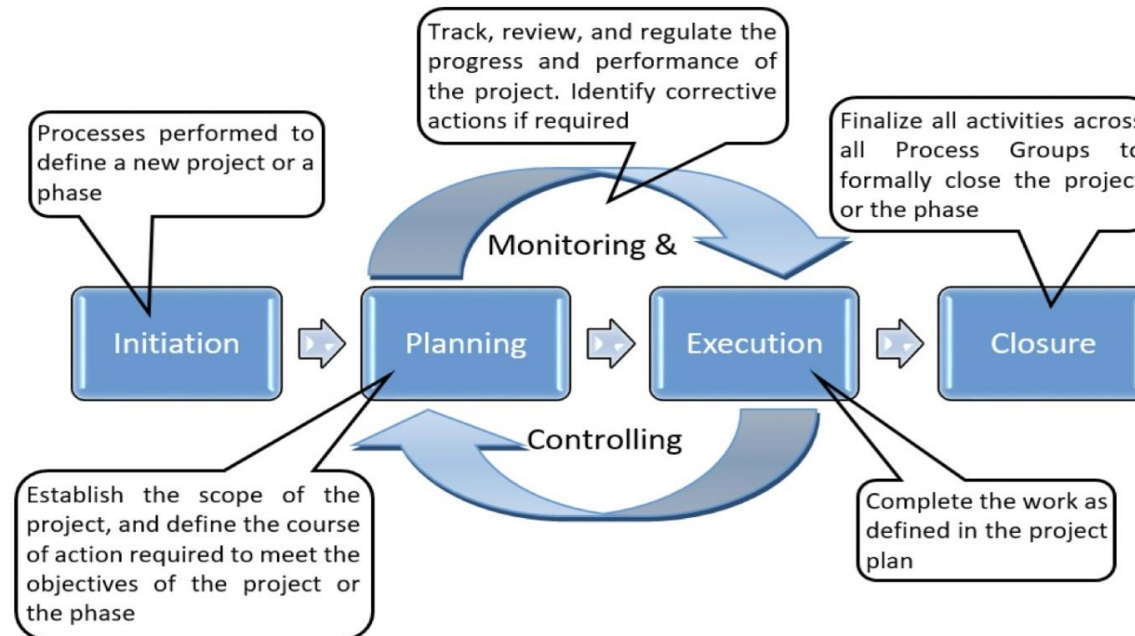 Track, review, and regulate the
progress and performance of
the project. Identify corrective
actions if required
Processes performed to
define a new project or a
phase
Finalize all activities across
all Process Groups to
formally close the project
or the phase
Monitoring &
Initiation
Planning
Execution
Closure
Controlling
Establish the scope of the
project, and define the course
of action required to meet the
objectives of the project or
the phase
Complete the work as
defined in the project
plan